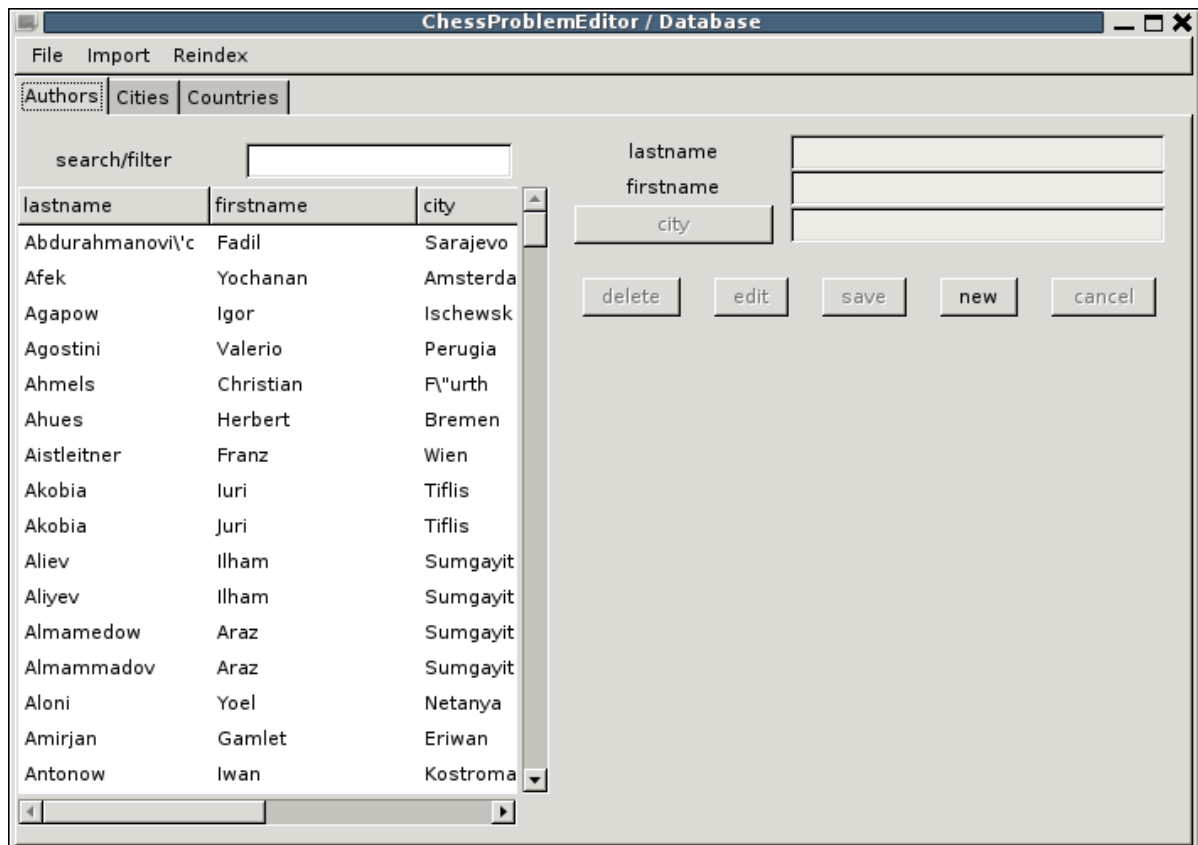 ChessProblemEditor / Database
File Import Reindex
Authors Cities Countries
search/filter
lastname firstname city
Abdurahmanovi\'c Fadil Sarajevo
Afek Yochanan Amsterda
Agapow Igor Ischewsk
Agostini Valerio Perugia
Ahmels Christian F\"urth
Ahues Herbert Bremen
Aistleitner Franz Wien
Akobia Iuri Tiflis
Akobia Juri Tiflis
Aliev Ilham Sumgayit
Aliyev Ilham Sumgayit
Almamedow Araz Sumgayit
Almammadov Araz Sumgayit
Aloni Yoel Netanya
Amirjan Gamlet Eriwan
Antonow Iwan Kostroma
lastname
firstname
city
delete edit save new cancel